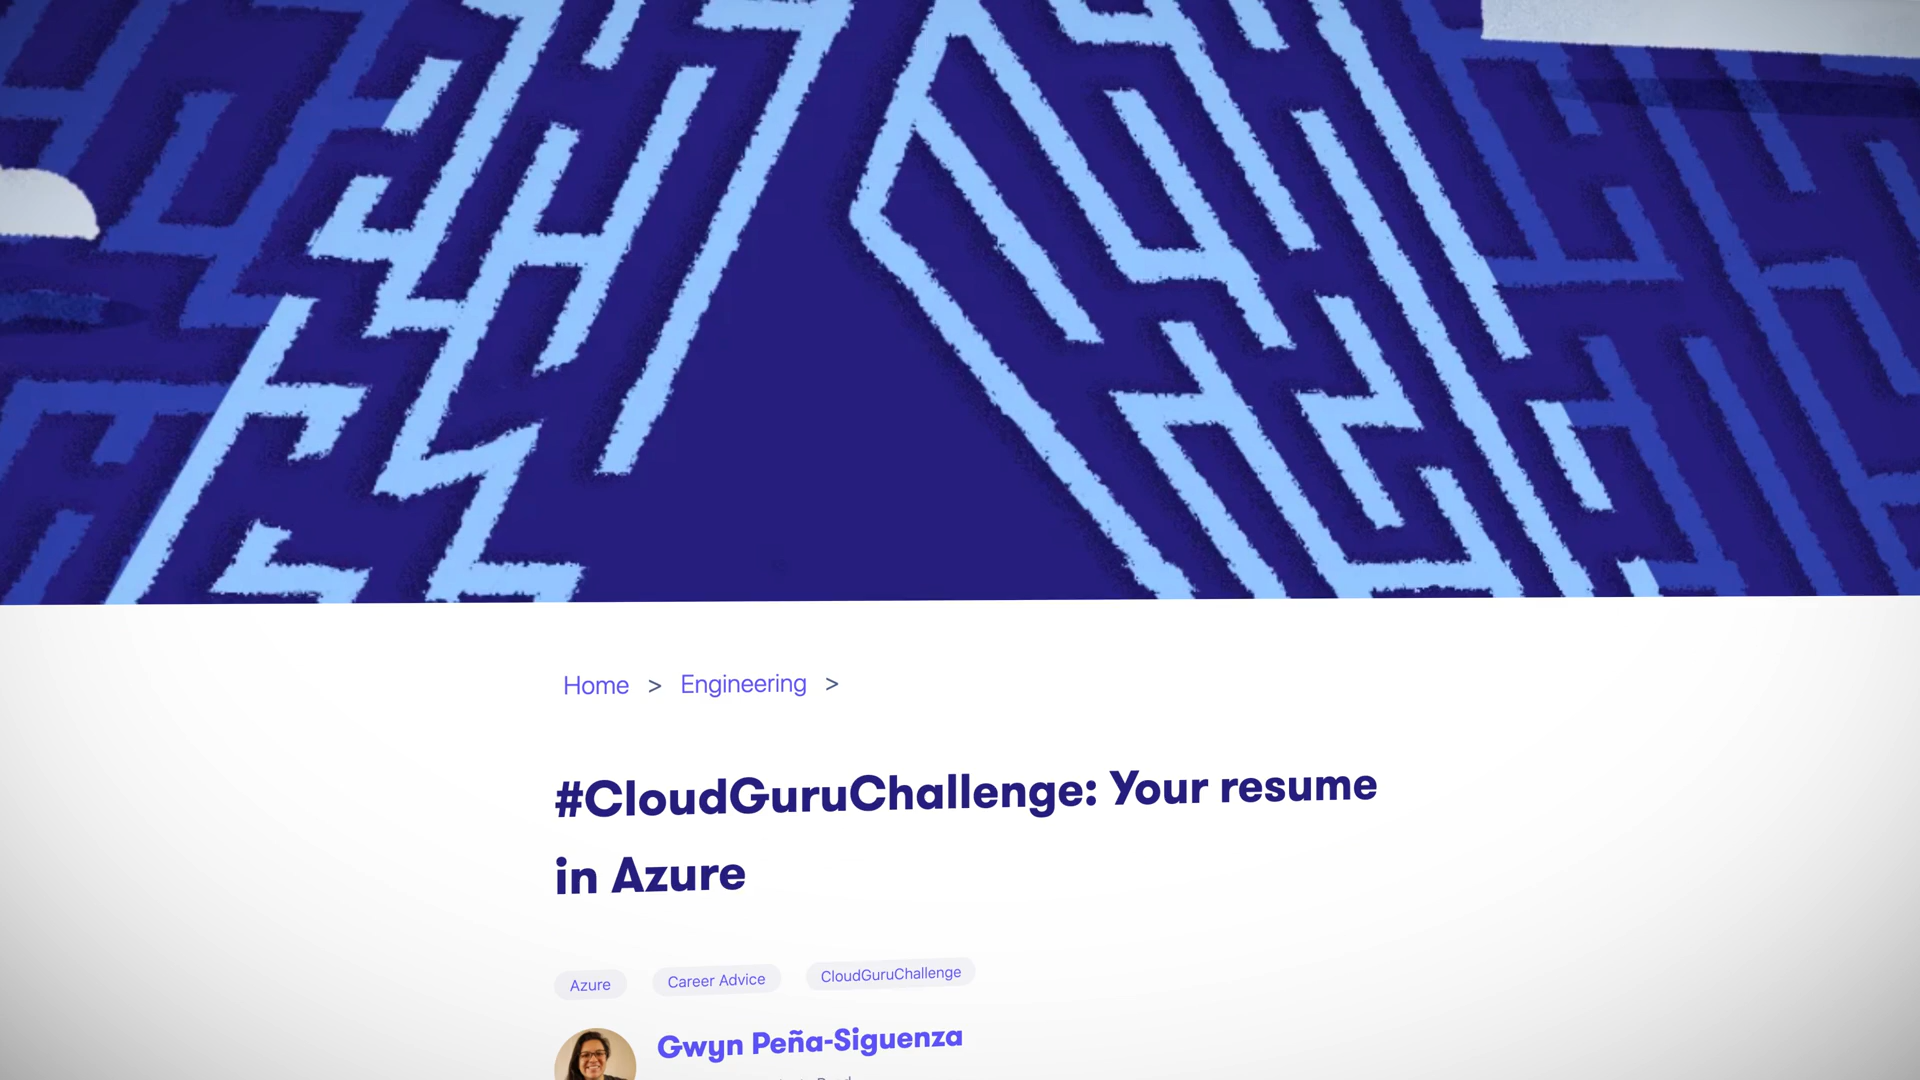 Home > Engineering >
#CloudGuruChallenge: Your resume
in Azure
Azure Career Advice CloudGuruChallenge
Gwyn Peña-Siguenza